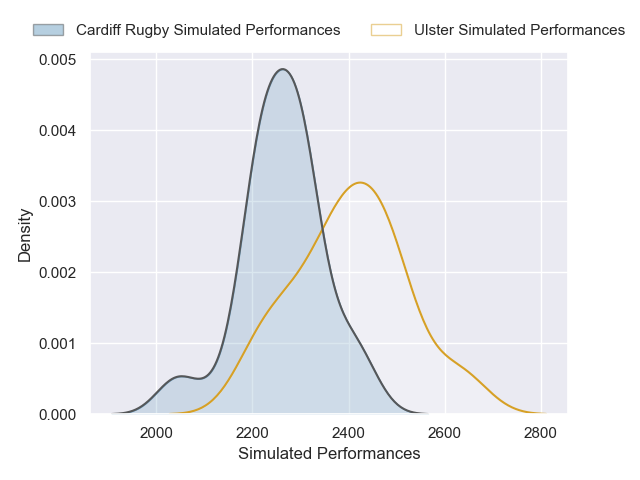 Cardiff Rugby Simulated Performances Ulster Simulated Performances
0.005
0.004
0.003
0.002
0.001
0.000
Density
2000 2200 2400 2600 2800
Simulated Performances